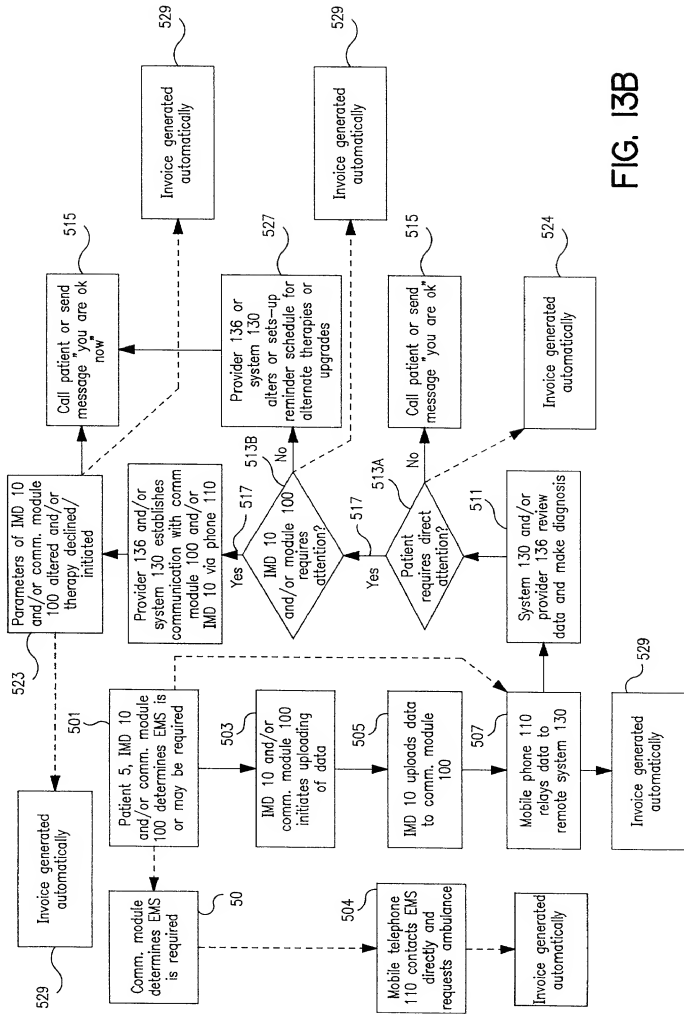 529
Invoice generated
automatically
523
Parameters of IMD 10
and/or comm. module
100 altered and/or
therapy declined/
initiated
515
Call patient or send
message "you are ok
now"
529
Invoice generated
automatically
Comm. module
determines EMS
is required
50
501
Patient 5, IMD 10
and/or comm. module
100 determines EMS is
or may be required
Provider 136 and/or
system 130 establishes
communication with comm
module 100 and/or
IMD 10 via phone 110
Yes
517
513B
IMD 10
and/or module 100
requires
attention?
No
527
Provider 136 or
system 130
alters or sets-up
reminder schedule for
alternate therapies or
upgrades
529
Invoice generated
automatically
503
IMD 10 and/or
comm. module 100
initiates uploading
of data
505
IMD 10 uploads data
to comm. module
100
517
Yes
513A
Patient
requires direct
attention?
No
515
Call patient or send
message "you are ok"
504
Mobile telephone
110 contacts EMS
directly and
requests ambulance
507
Mobile phone 110
relays data to
remote system 130
511
System 130 and/or
provider 136 review
data and make diagnosis
524
Invoice generated
automatically
Invoice generated
automatically
529
Invoice generated
automatically
FIG. 13B